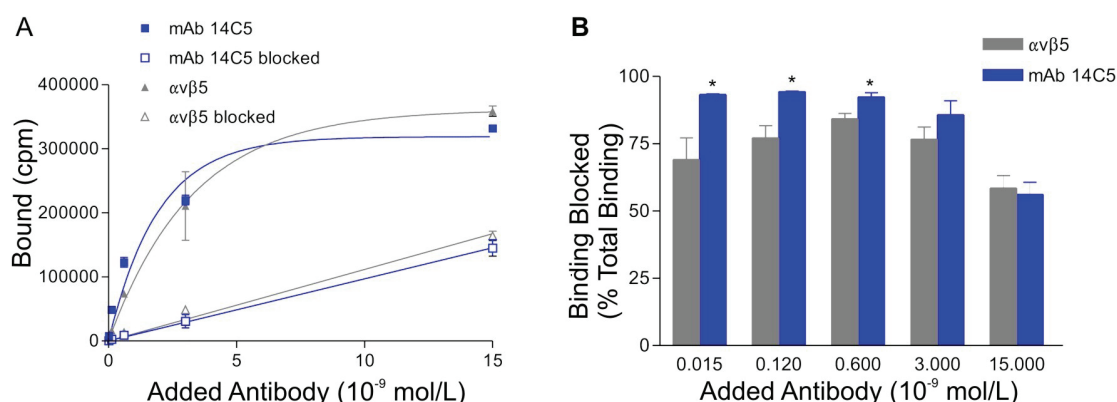 A
mAb 14C5
mAb 14C5 blocked
αvβ5
αvβ5 blocked
400000
300000
200000
100000
0
Bound (cpm)
0 5 10 15
Added Antibody (10⁻⁹ mol/L)
B
αvβ5
mAb 14C5
100
75
50
25
0
Binding Blocked
(% Total Binding)
* * *
0.015 0.120 0.600 3.000 15.000
Added Antibody (10⁻⁹ mol/L)